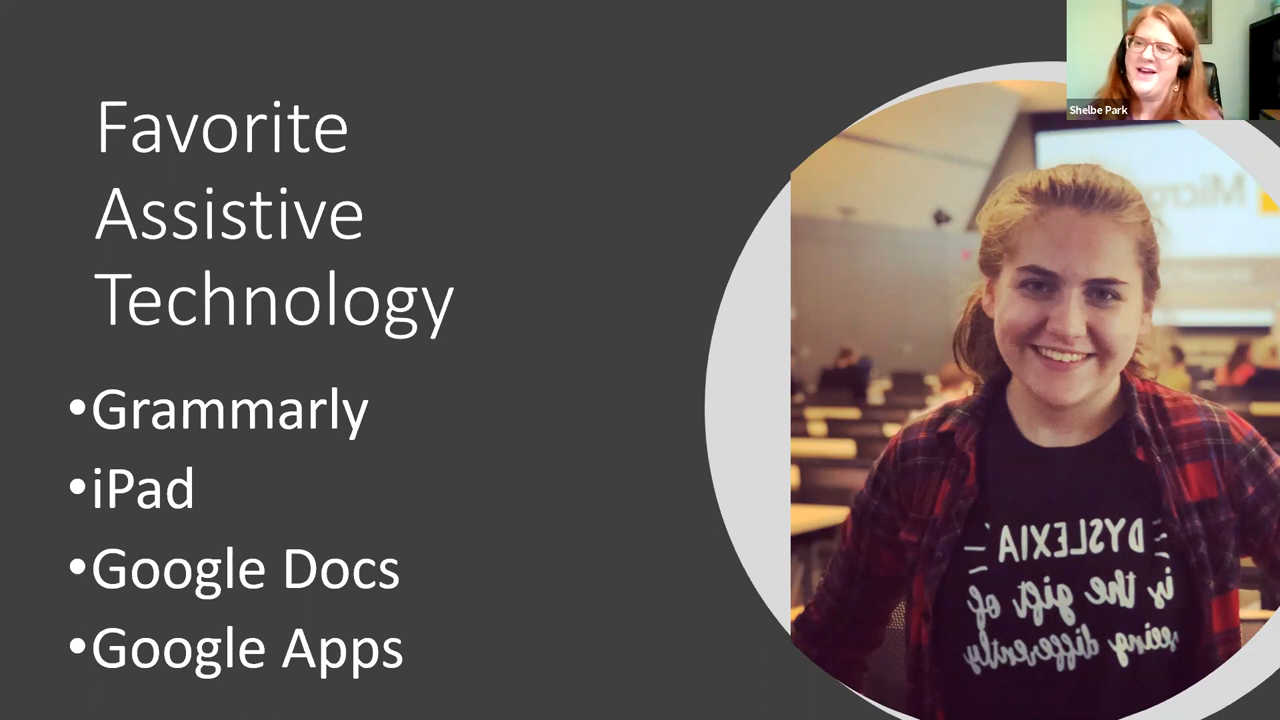 Favorite
Assistive
Technology
•Grammarly
•iPad
•Google Docs
•Google Apps
Shelbe Park
DYSLEXIA
is the gift of
seeing differently